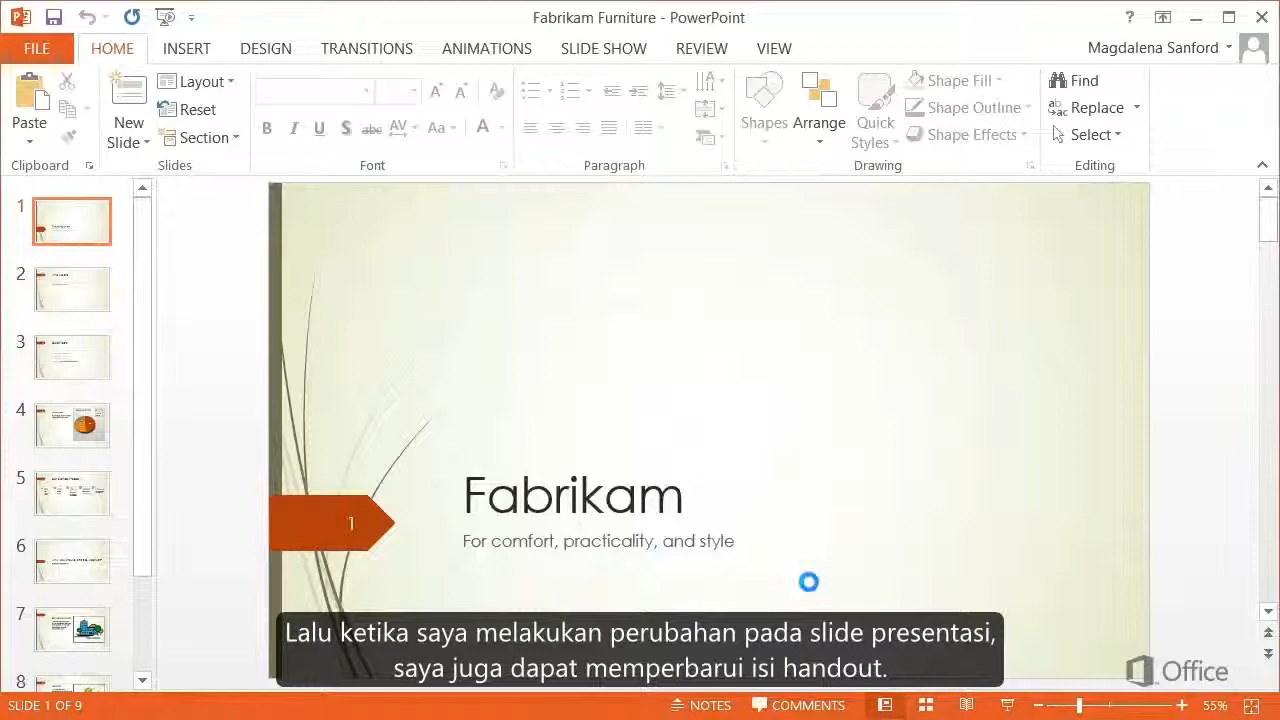 Fabrikam Furniture - PowerPoint
?
FILE HOME INSERT DESIGN TRANSITIONS ANIMATIONS SLIDE SHOW REVIEW VIEW Magdalena Sanford
Paste
New Slide
Layout
Reset
Section
B I U S abc AV Aa A
Shapes
Arrange
Quick Styles
Shape Fill
Shape Outline
Shape Effects
Find
Replace
Select
Clipboard Slides Font Paragraph Drawing Editing
1
2
3
4
5
6
7
8
1
Fabrikam
For comfort, practicality, and style
Lalu ketika saya melakukan perubahan pada slide presentasi,
saya juga dapat memperbarui isi handout.
Office
SLIDE 1 OF 9 NOTES COMMENTS 55%